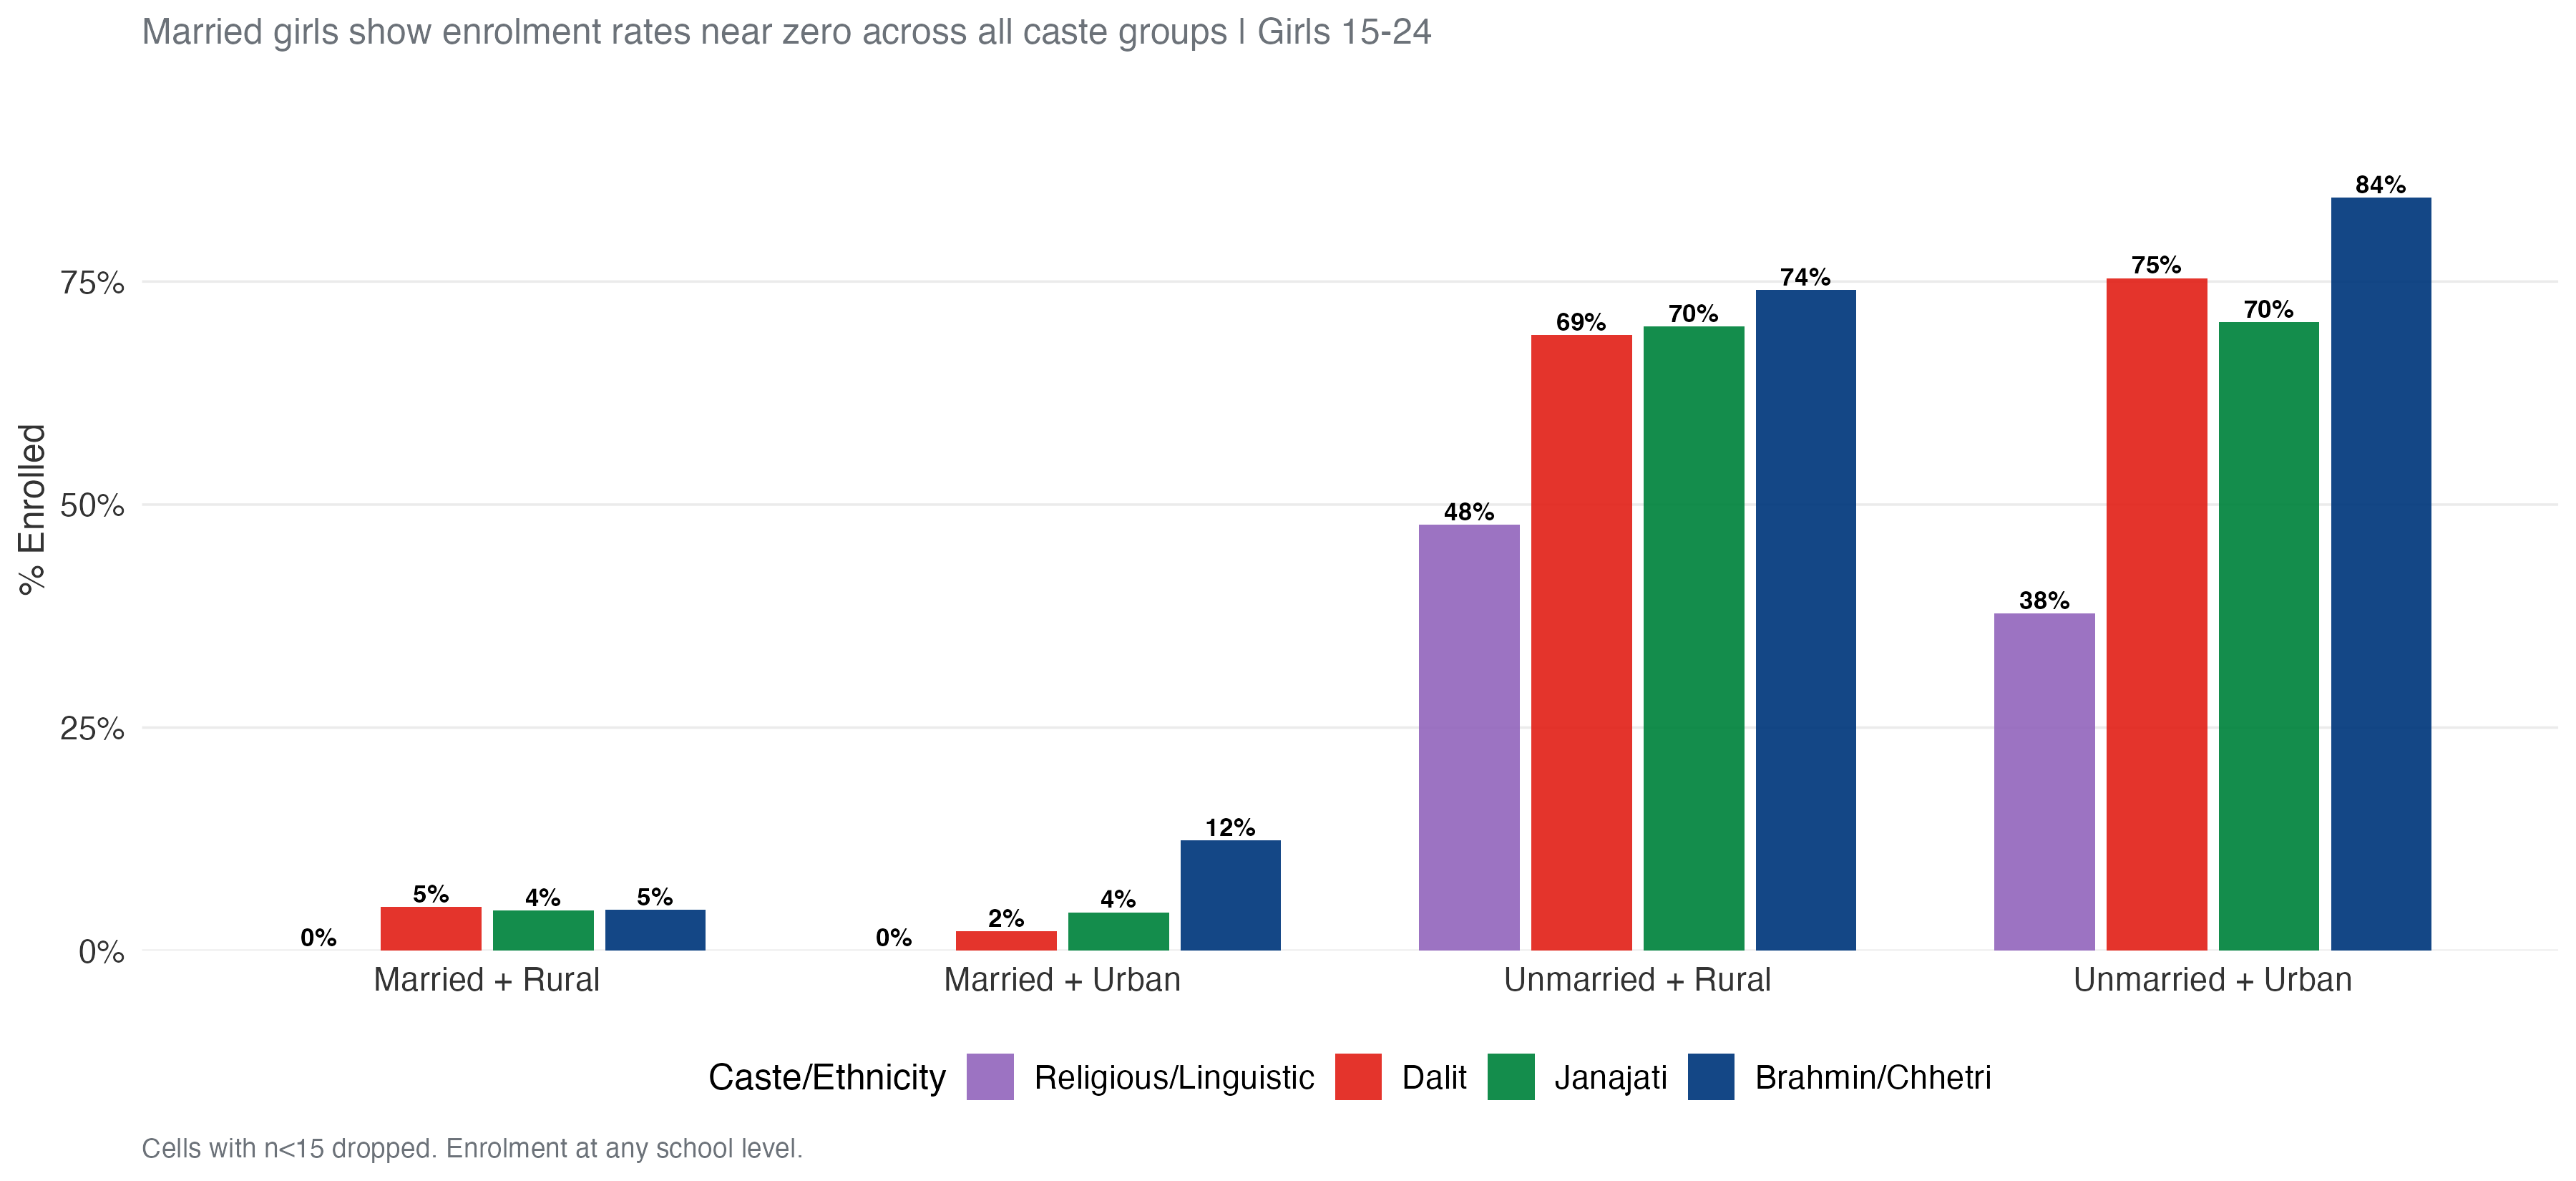 Married girls show enrolment rates near zero across all caste groups | Girls 15-24
% Enrolled
75%
50%
25%
0%
0%
5%
4%
5%
0%
2%
4%
12%
48%
69%
70%
74%
38%
75%
70%
84%
Married + Rural
Married + Urban
Unmarried + Rural
Unmarried + Urban
Caste/Ethnicity Religious/Linguistic Dalit Janajati Brahmin/Chhetri
Cells with n<15 dropped. Enrolment at any school level.